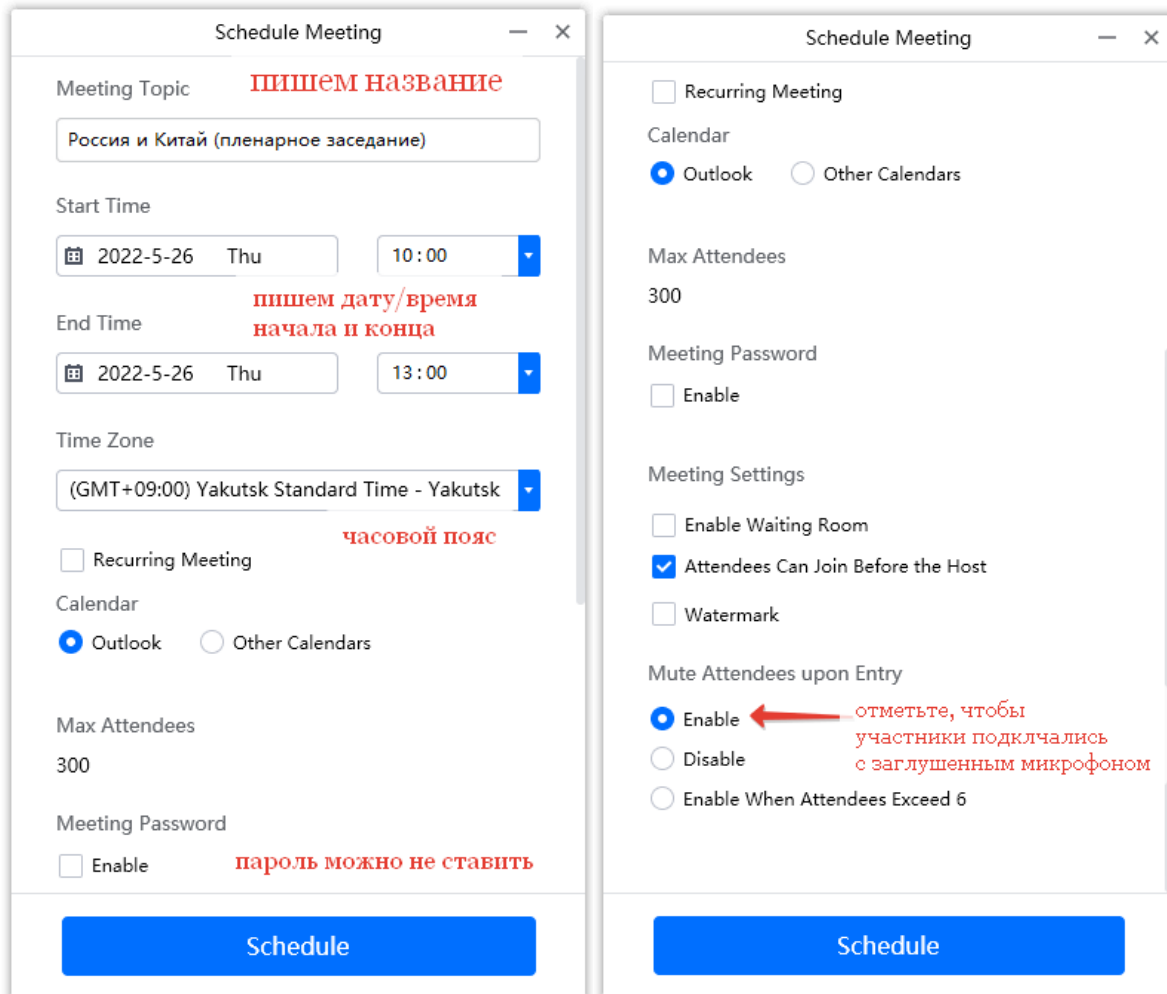 Schedule Meeting
Meeting Topic
пишем название
Россия и Китай (пленарное заседание)
Start Time
2022-5-26 Thu 10:00
пишем дату/время
начала и конца
End Time
2022-5-26 Thu 13:00
Time Zone
(GMT+09:00) Yakutsk Standard Time - Yakutsk
часовой пояс
Recurring Meeting
Calendar
Outlook Other Calendars
Max Attendees
300
Meeting Password
Enable
пароль можно не ставить
Schedule
Schedule Meeting
Recurring Meeting
Calendar
Outlook Other Calendars
Max Attendees
300
Meeting Password
Enable
Meeting Settings
Enable Waiting Room
Attendees Can Join Before the Host
Watermark
Mute Attendees upon Entry
Enable
отметьте, чтобы
участники подклчались
с заглушенным микрофоном
Disable
Enable When Attendees Exceed 6
Schedule